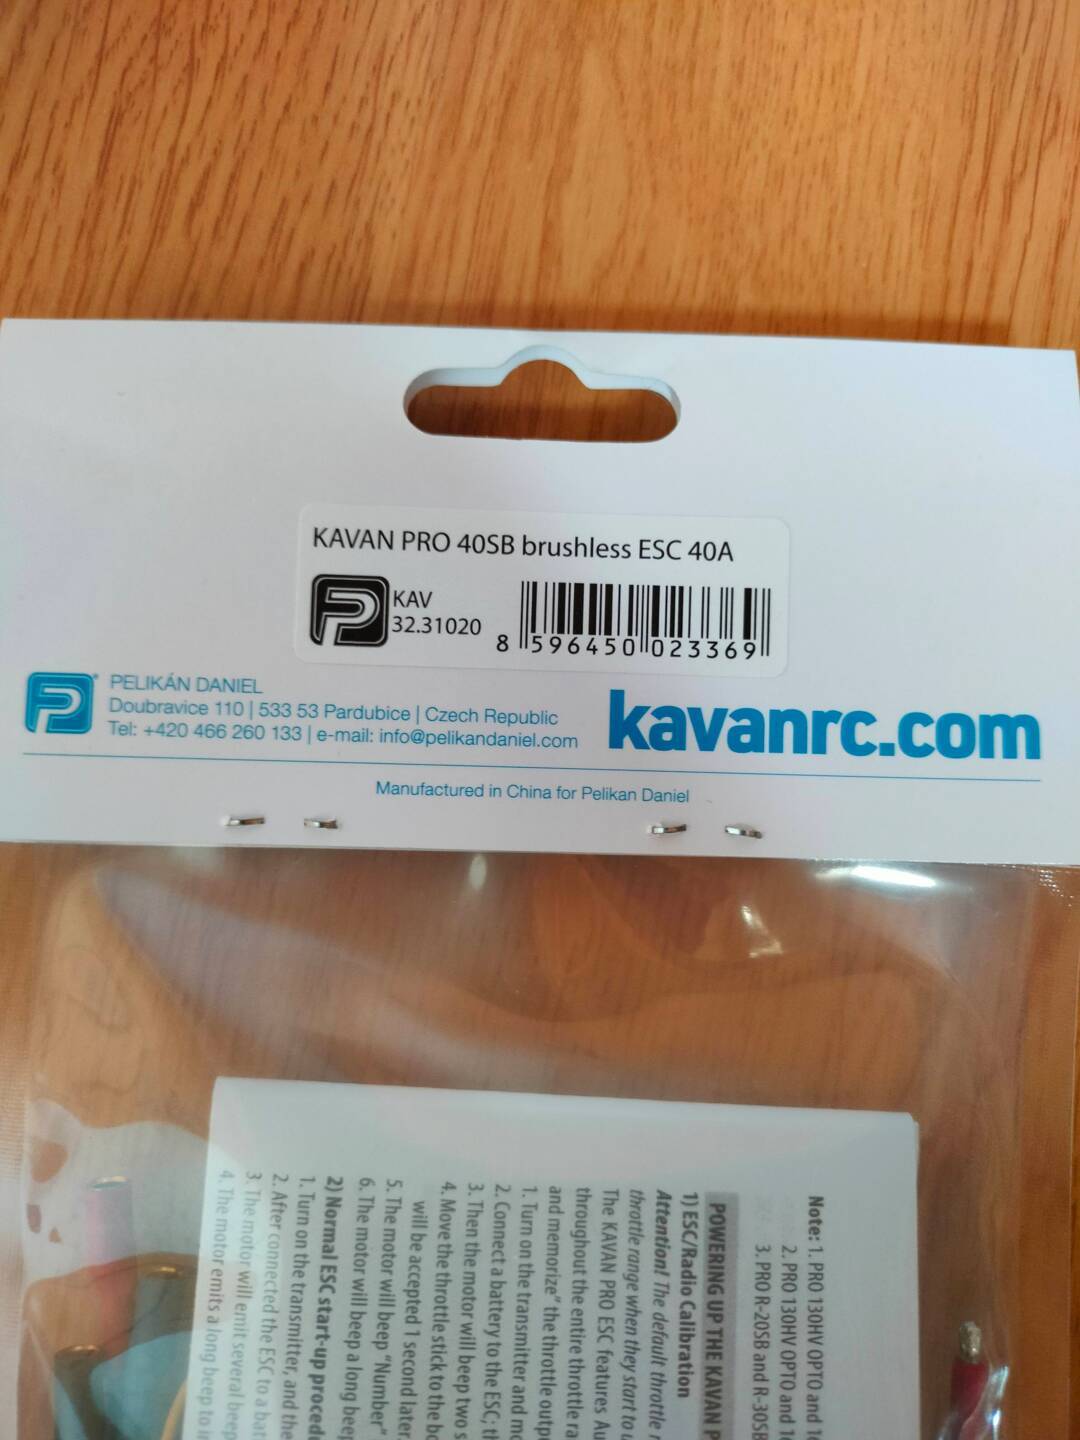 KAVAN PRO 40SB brushless ESC 40A
KAV
32.31020
8 596450 023369
PELIKÁN DANIEL
Doubravice 110 | 533 53 Pardubice | Czech Republic
Tel: +420 466 260 133 | e-mail: info@pelikandaniel.com
kavanrc.com
Manufactured in China for Pelikan Daniel
Note: 1. PRO 130HV OPTO and
2. PRO 130HV OPTO and
3. PRO R-20SB and R-30SB
POWERING UP THE KAVAN
1) ESC/Radio Calibration
Attention! The default throttle
throttle range when they start to
The KAVAN PRO ESC features
throughout the entire throttle
and memorize" the throttle
1. Turn on the transmitter and
2. Connect a battery to the ESC;
3. Then the motor will beep two
4. Move the throttle stick to the
will be accepted 1 second later.
5. The motor will beep "Number"
6. The motor will beep a long
2) Normal ESC start-up
1. Turn on the transmitter, and the
2. After connected the ESC to a
3. The motor will emit several
4. The motor emits a long beep to